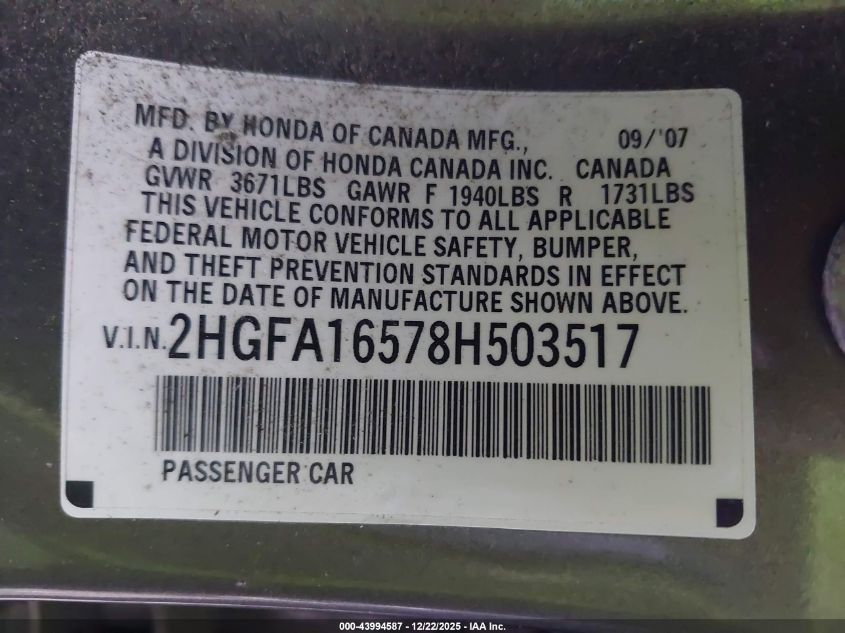 MFD. BY HONDA OF CANADA MFG., 09/'07
A DIVISION OF HONDA CANADA INC. CANADA
GVWR 3671LBS GAWR F 1940LBS R 1731LBS
THIS VEHICLE CONFORMS TO ALL APPLICABLE
FEDERAL MOTOR VEHICLE SAFETY, BUMPER,
AND THEFT PREVENTION STANDARDS IN EFFECT
ON THE DATE OF MANUFACTURE SHOWN ABOVE.
V.I.N. 2HGFA16578H503517
PASSENGER CAR
000-43994587 - 12/22/2025 - IAA Inc.